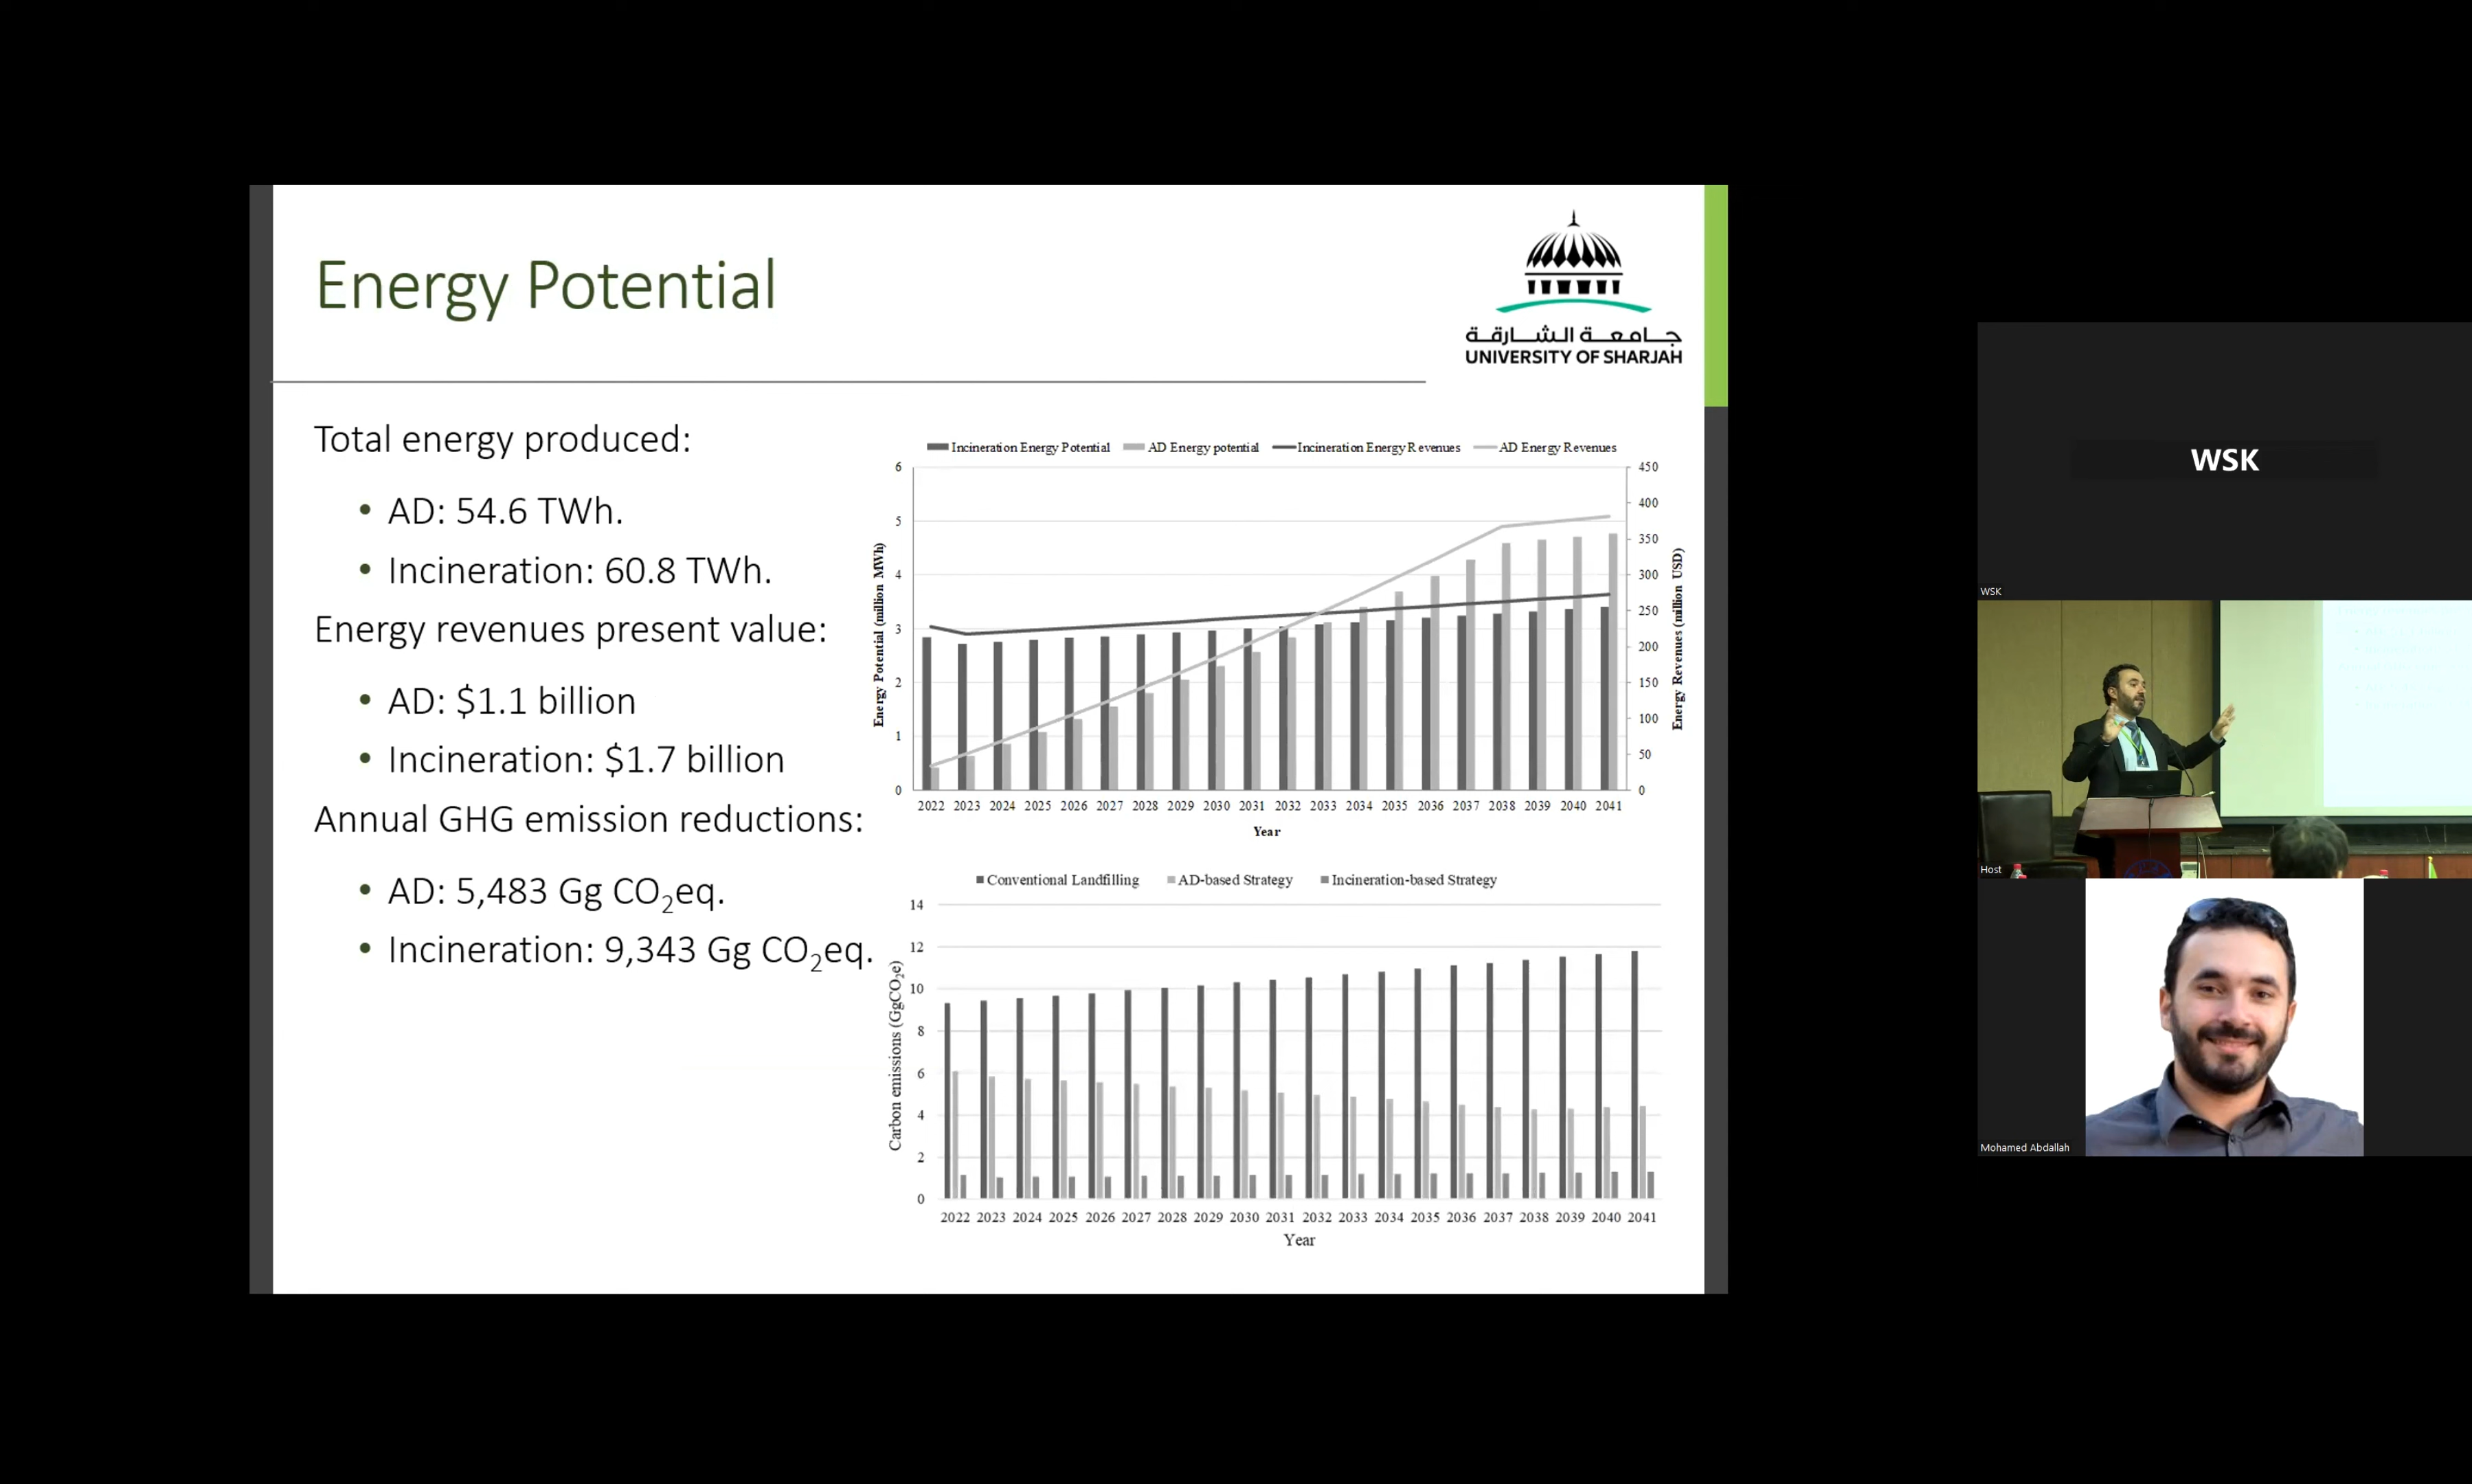 Energy Potential
جامعة الشارقة
UNIVERSITY OF SHARJAH
Total energy produced:
• AD: 54.6 TWh.
• Incineration: 60.8 TWh.
Energy revenues present value:
• AD: $1.1 billion
• Incineration: $1.7 billion
Annual GHG emission reductions:
• AD: 5,483 Gg CO₂eq.
• Incineration: 9,343 Gg CO₂eq.
Incineration Energy Potential AD Energy potential Incineration Energy Revenues AD Energy Revenues
Energy Potential (million MWh)
6
5
4
3
2
1
0
450
400
350
300
250
200
150
100
50
0
Energy Revenues (million USD)
2022 2023 2024 2025 2026 2027 2028 2029 2030 2031 2032 2033 2034 2035 2036 2037 2038 2039 2040 2041
Year
Conventional Landfilling AD-based Strategy Incineration-based Strategy
Carbon emissions (GgCO₂e)
14
12
10
8
6
4
2
0
2022 2023 2024 2025 2026 2027 2028 2029 2030 2031 2032 2033 2034 2035 2036 2037 2038 2039 2040 2041
Year
WSK
WSK
Host
Mohamed Abdallah